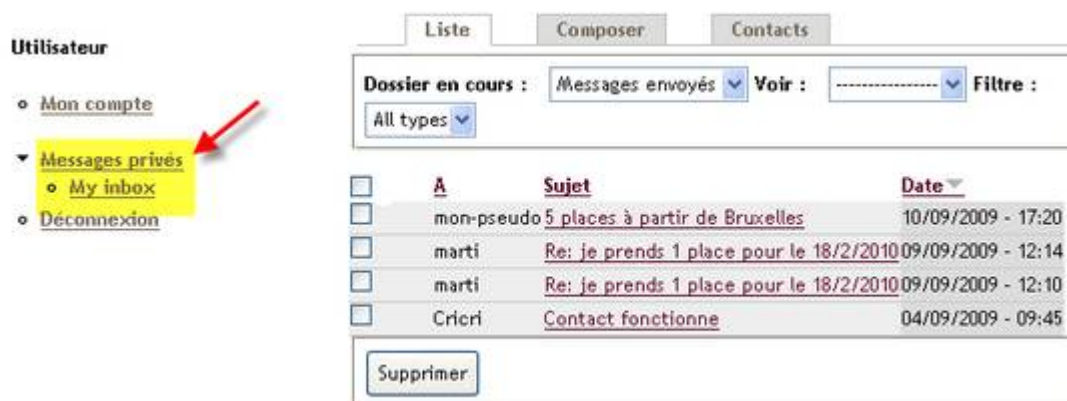 Liste Composer Contacts
Utilisateur
Dossier en cours : Messages envoyés Voir : ---------------- Filtre :
Mon compte
All types
Messages privés
My inbox
Déconnexion
A Sujet Date
mon-pseudo 5 places à partir de Bruxelles 10/09/2009 - 17:20
marti Re: je prends 1 place pour le 18/2/2010 09/09/2009 - 12:14
marti Re: je prends 1 place pour le 18/2/2010 09/09/2009 - 12:10
Cricri Contact fonctionne 04/09/2009 - 09:45
Supprimer